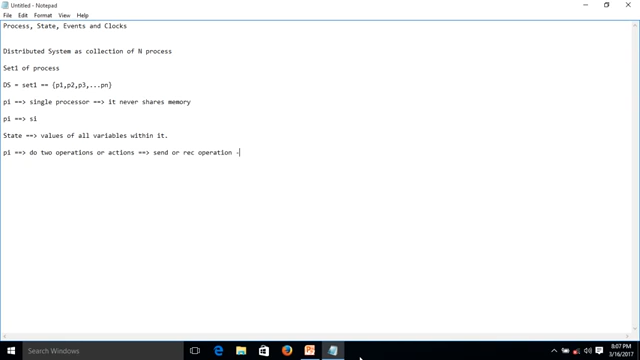 Untitled - Notepad
File Edit Format View Help
Process, State, Events and Clocks
Distributed System as collection of N process
Set1 of process
DS = set1 == {p1,p2,p3,...pn}
pi ==> single processor ==> it never shares memory
pi ==> si
State ==> values of all variables within it.
pi ==> do two operations or actions ==> send or rec operation -
Search Windows
8:07 PM
3/16/2017